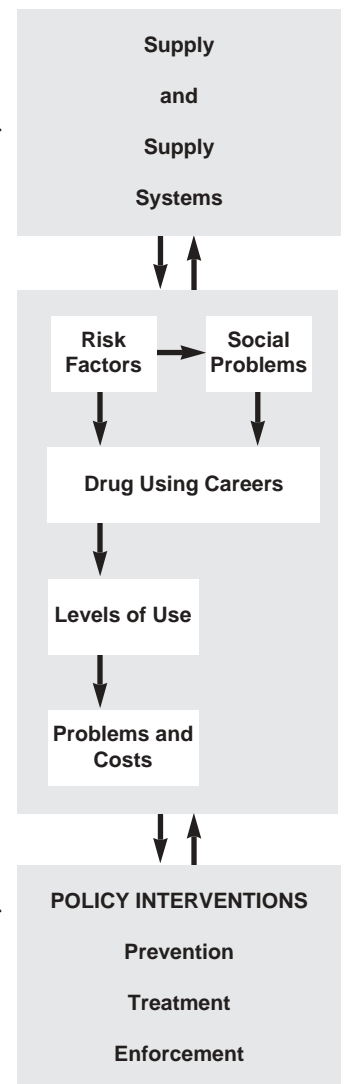 Supply
and
Supply
Systems
Risk
Factors
Social
Problems
Drug Using Careers
Levels of Use
Problems and
Costs
POLICY INTERVENTIONS
Prevention
Treatment
Enforcement